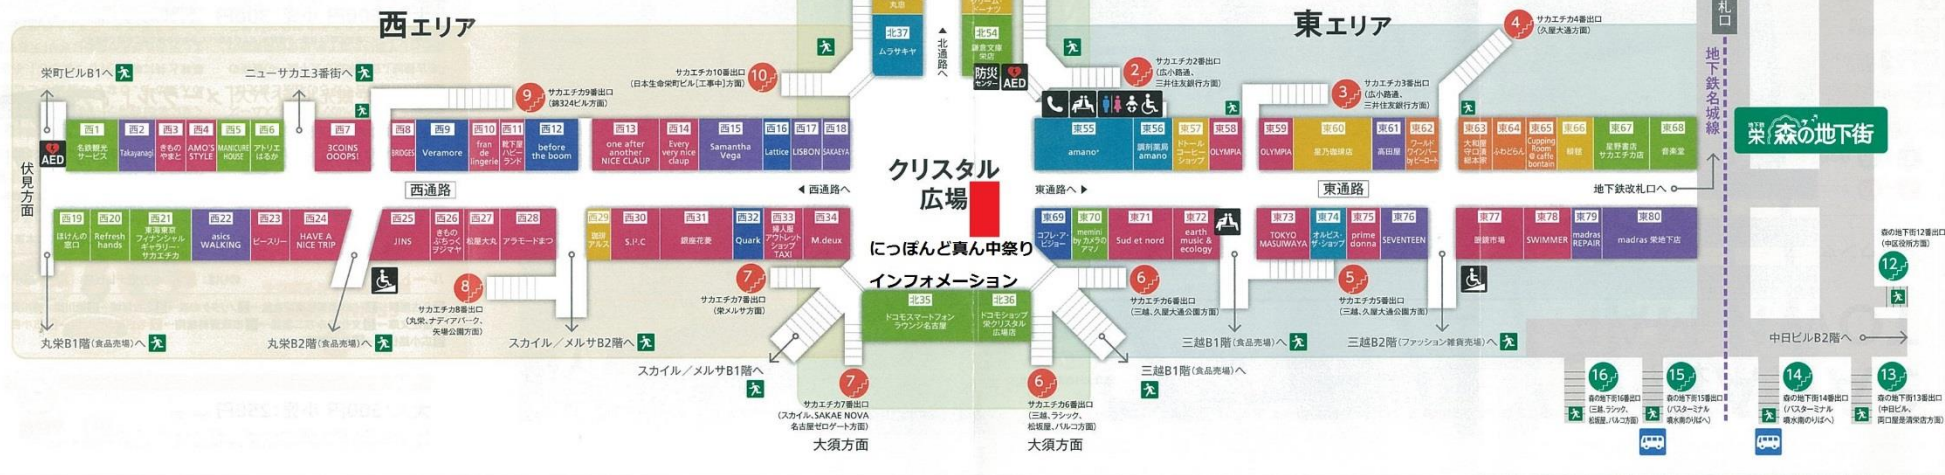 西エリア
東エリア
北37
ムラサキヤ
北54
鎌倉文庫
栄店
北通路へ
防災
センター
AED
札口
地下鉄名城線
栄町ビルB1へ
ニューサカエ3番街へ
9
サカエチカ9番出口
(錦324ビル方面)
サカエチカ10番出口
(日本生命栄町ビル[工事中]方面)
10
2
サカエチカ2番出口
(広小路通、
三井住友銀行方面)
3
サカエチカ3番出口
(広小路通、
三井住友銀行方面)
4
サカエチカ4番出口
(久屋大通方面)
栄 森の地下街
AED
伏見方面
西1
名鉄観光
サービス
西2
Takayanagi
西3
きもの
やまと
西4
AMO'S
STYLE
西5
MANICURE
HOUSE
西6
アトリエ
はるか
西7
3COINS
OOOPS!
西8
BRIDGES
西9
Veramore
西10
fran
de
lingerie
西11
靴下屋
ハピー
ランド
西12
before
the boom
西13
one after
another
NICE CLAUP
西14
Every
very nice
claup
西15
Samantha
Vega
西16
Lattice
西17
LISBON
西18
SAKAEYA
東55
amano⁺
東56
調剤薬局
amano
東57
ドトール
コーヒー
ショップ
東58
OLYMPIA
東59
OLYMPIA
東60
星乃珈琲店
東61
高田屋
東62
ワールド
ワインバー
byピーロート
東63
大和屋
守口漬
総本家
東64
ふわどらん
東65
Cupping
Room
@ caffe
bontain
東66
柳麺
東67
星野書店
サカエチカ店
東68
音楽堂
西通路
西通路へ
クリスタル
広場
東通路へ
東通路
地下鉄改札口へ
西19
ほけんの
窓口
西20
Refresh
hands
西21
東海東京
フィナンシャル
ギャラリー・
サカエチカ
西22
asics
WALKING
西23
ビースリー
西24
HAVE A
NICE TRIP
西25
JINS
西26
きもの
ぷちっく
フジマヤ
西27
松屋大丸
西28
アラモードまつ
西29
珈琲
アルス
西30
S.P.C
西31
銀座花菱
西32
Quark
西33
婦人服
アウトレット
ショップ
TAXI
西34
M.deux
東69
コフレ・ア・
ビジュー
東70
memini
by カメラの
アマノ
東71
Sud et nord
東72
earth
music &
ecology
東73
TOKYO
MASUIWAYA
東74
オルビス・
ザ・ショップ
東75
prime
donna
東76
SEVENTEEN
東77
眼鏡市場
東78
SWIMMER
東79
madras
REPAIR
東80
madras 栄地下店
にっぽんど真ん中祭り
インフォメーション
北35
ドコモスマートフォン
ラウンジ名古屋
北36
ドコモショップ
栄クリスタル
広場店
8
サカエチカ8番出口
(丸栄、ナディアパーク、
矢場公園方面)
7
サカエチカ7番出口
(栄メルサ方面)
6
サカエチカ6番出口
(三越、久屋大通公園方面)
5
サカエチカ5番出口
(三越、久屋大通公園方面)
森の地下街12番出口
(中区役所方面)
12
丸栄B1階(食品売場)へ
丸栄B2階(食品売場)へ
スカイル／メルサB2階へ
三越B1階(食品売場)へ
三越B2階(ファッション雑貨売場)へ
中日ビルB2階へ
スカイル／メルサB1階へ
三越B1階(食品売場)へ
7
サカエチカ7番出口
(スカイル、SAKAE NOVA
名古屋ゼロゲート方面)
大須方面
6
サカエチカ6番出口
(三越、ラシック、
松坂屋、パルコ方面)
大須方面
16
森の地下街16番出口
(三越、ラシック、
松坂屋、パルコ方面)
15
森の地下街15番出口
(バスターミナル
噴水南のりばへ)
14
森の地下街14番出口
(バスターミナル
噴水南のりばへ)
13
森の地下街13番出口
(中日ビル、
両口屋是清栄店方面)